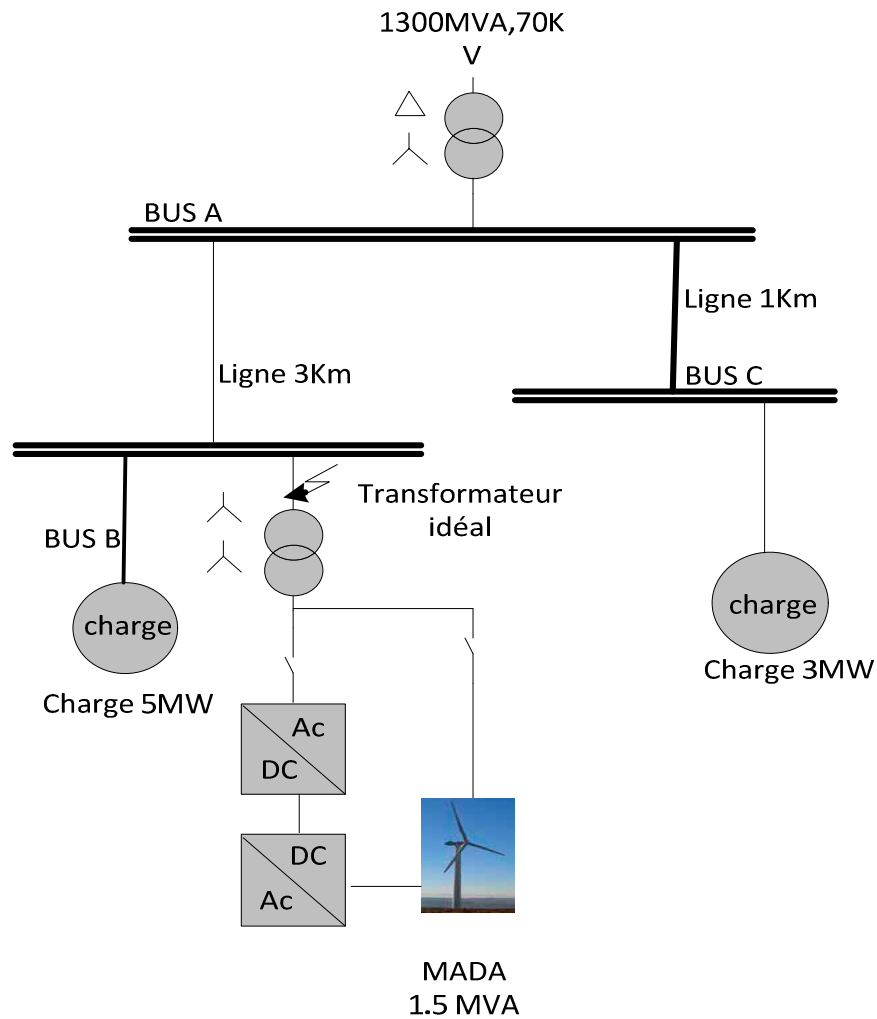 1300MVA,70K
V
BUS A
Ligne 1Km
Ligne 3Km
BUS C
Transformateur
idéal
BUS B
charge
charge
Charge 3MW
Charge 5MW
Ac
DC
DC
Ac
MADA
1.5 MVA